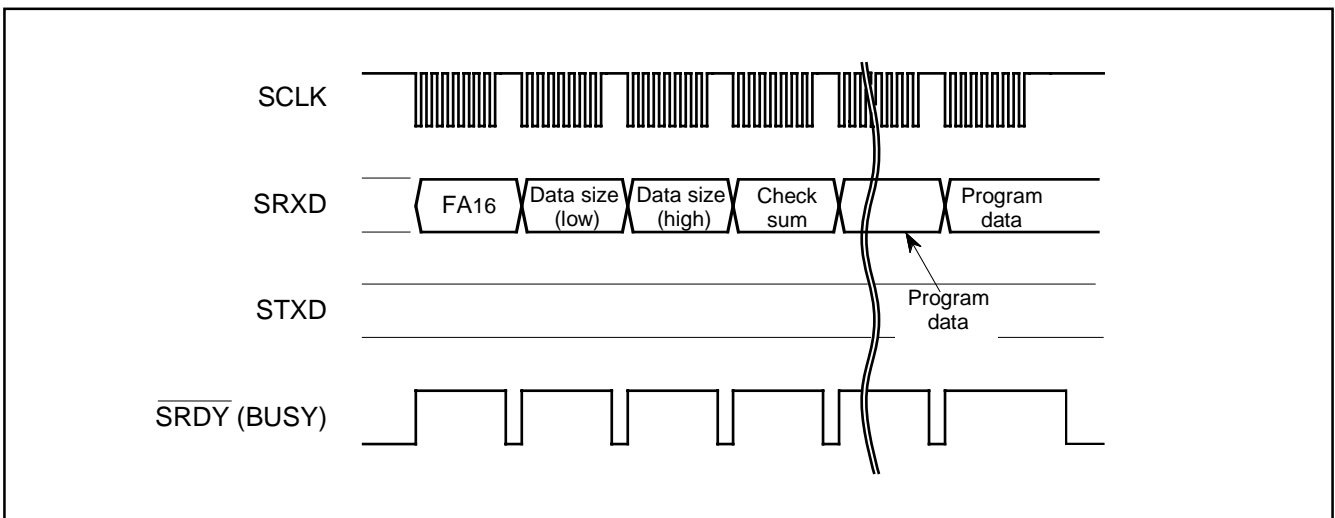 SCLK
SRXD
FA16
Data size
(low)
Data size
(high)
Check
sum
Program
data
STXD
Program
data
SRDY (BUSY)